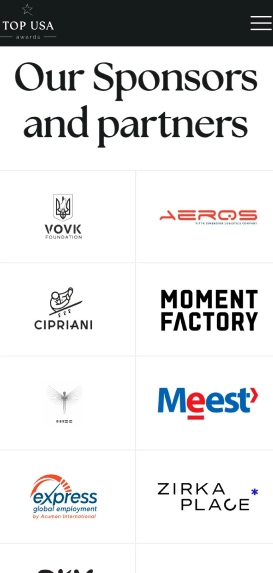 TOP USA
awards
Our Sponsors
and partners
VOVK
FOUNDATION
AEROS
CIPRIANI
MOMENT
FACTORY
Meest
express
global employment
by Acumen International
ZIRKA
PLACE